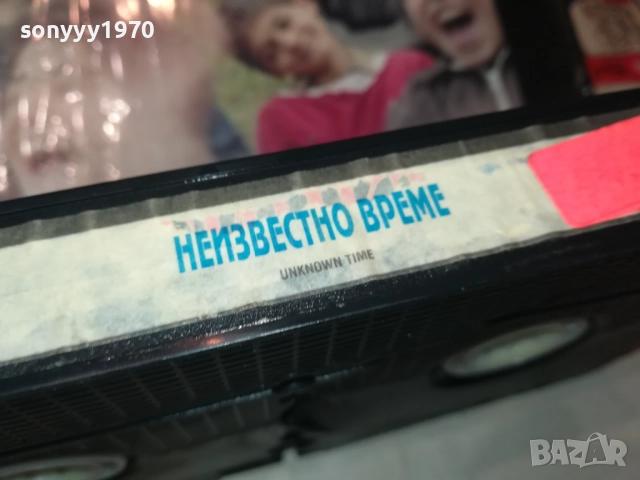 sonyyy1970
НЕИЗВЕСТНО ВРЕМЕ
UNKNOWN TIME
BAZAR